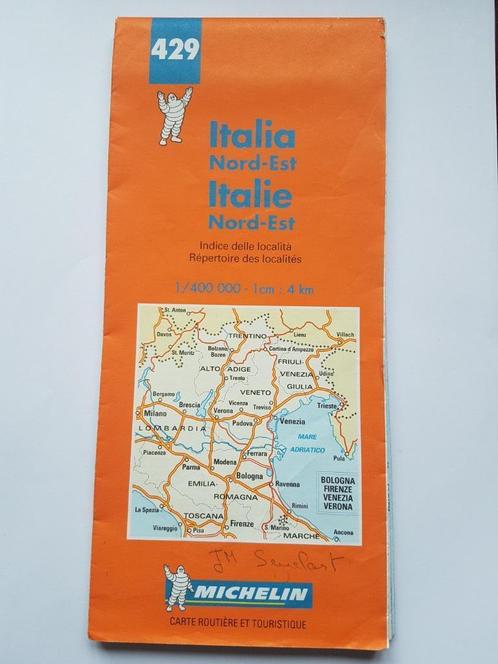 429
Italia
Nord-Est
Italie
Nord-Est
Indice delle località
Répertoire des localités
1/400 000 - 1cm : 4 km
St. Anton
Davos
St. Moritz
TRENTINO
Lienz
Villach
Bolzano
Bozen
Cortina d'Ampezzo
ALTO ADIGE
Trento
FRIULI-
VENEZIA
GIULIA
Udine
Bergamo
Brescia
VENETO
Vicenza
Treviso
Trieste
Milano
Verona
Padova
Venezia
LOMBARDIA
MARE
ADRIATICO
Piacenza
Ferrara
Pula
Parma
Modena
Bologna
Ravenna
BOLOGNA
FIRENZE
VENEZIA
VERONA
EMILIA-
ROMAGNA
La Spezia
TOSCANA
Rimini
Firenze
S. Marino
Viareggio
Pisa
MARCHE
Ancona
JM
MICHELIN
CARTE ROUTIÈRE ET TOURISTIQUE